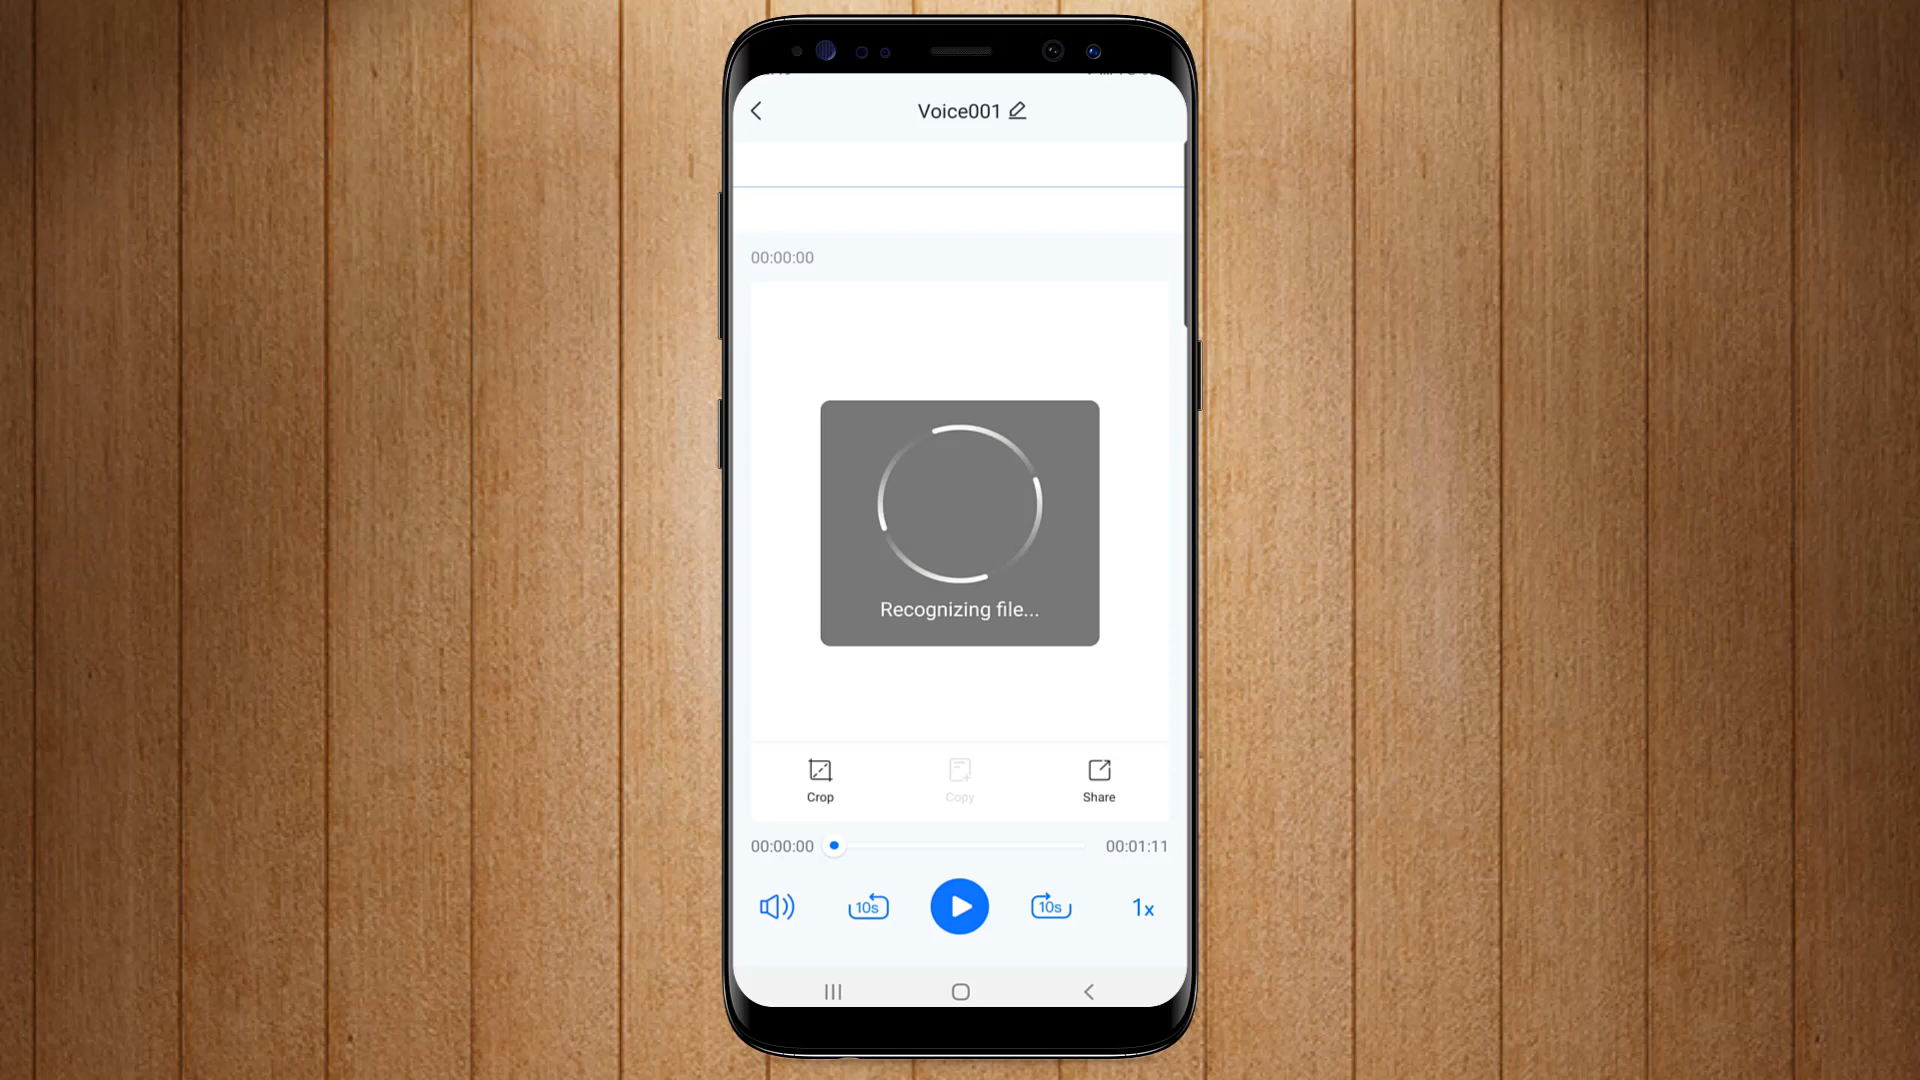 Voice001
00:00:00
Recognizing file...
Crop
Copy
Share
00:00:00
00:01:11
10s
10s
1x